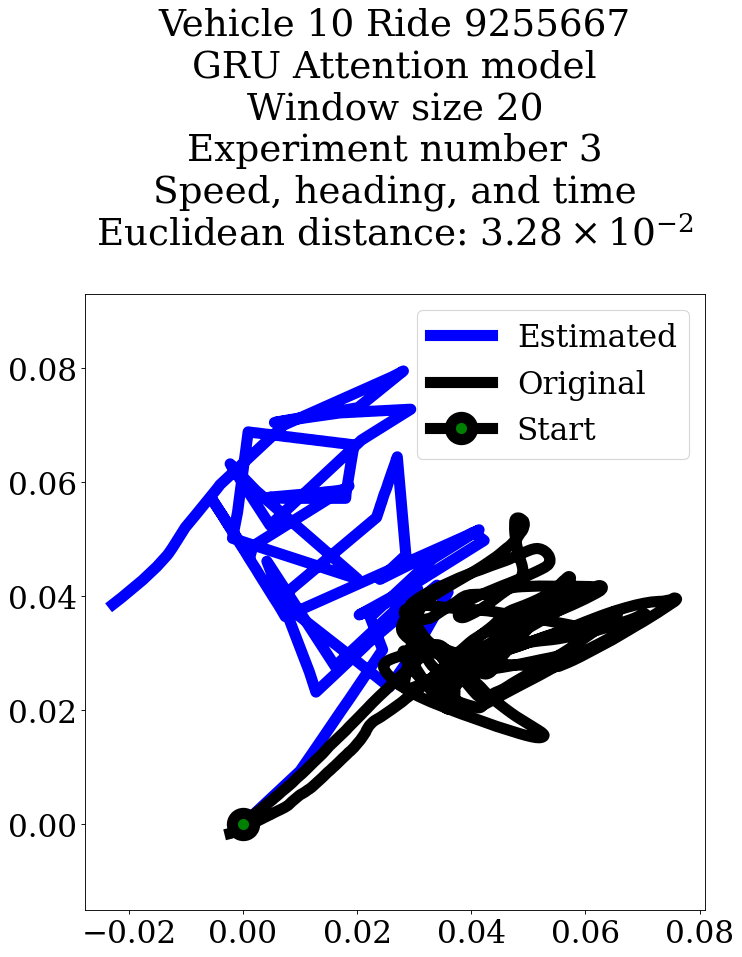 Vehicle 10 Ride 9255667
GRU Attention model
Window size 20
Experiment number 3
Speed, heading, and time
Euclidean distance: 3.28 × 10⁻²
Estimated
Original
Start
0.08
0.06
0.04
0.02
0.00
−0.02 0.00 0.02 0.04 0.06 0.08